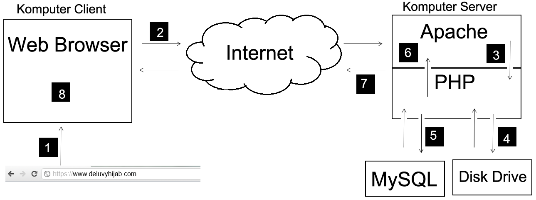 Komputer Client
Komputer Server
Web Browser
2
Internet
Apache
6
3
8
7
PHP
1
5
4
https://www.deluvyhijab.com
MySQL
Disk Drive